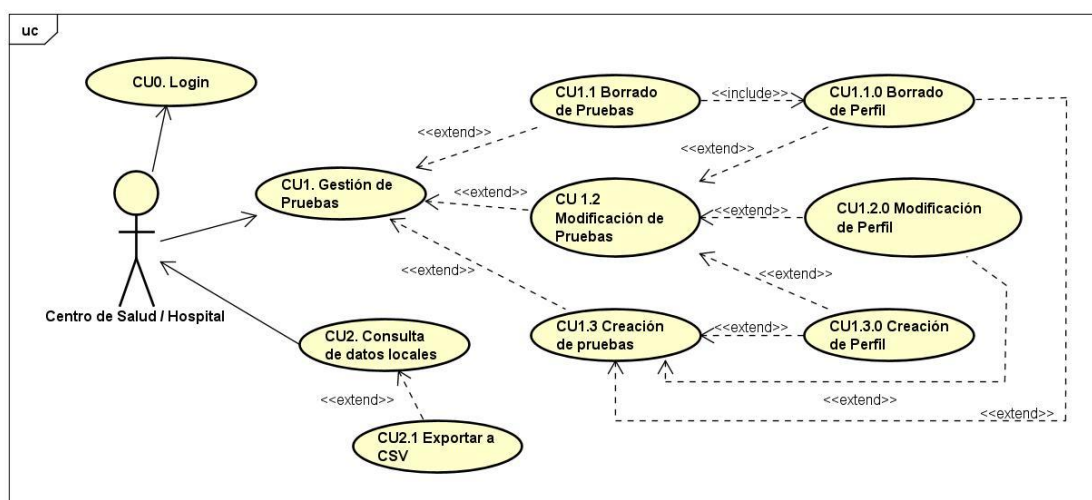 uc
CU0. Login
CU1.1 Borrado
de Pruebas
<<include>>
CU1.1.0 Borrado
de Perfil
<<extend>>
<<extend>>
CU1. Gestión de
Pruebas
<<extend>>
CU 1.2
Modificación de
Pruebas
<<extend>>
CU1.2.0 Modificación
de Perfil
<<extend>>
<<extend>>
Centro de Salud / Hospital
CU2. Consulta
de datos locales
CU1.3 Creación
de pruebas
<<extend>>
CU1.3.0 Creación
de Perfil
<<extend>>
<<extend>>
<<extend>>
CU2.1 Exportar a
CSV